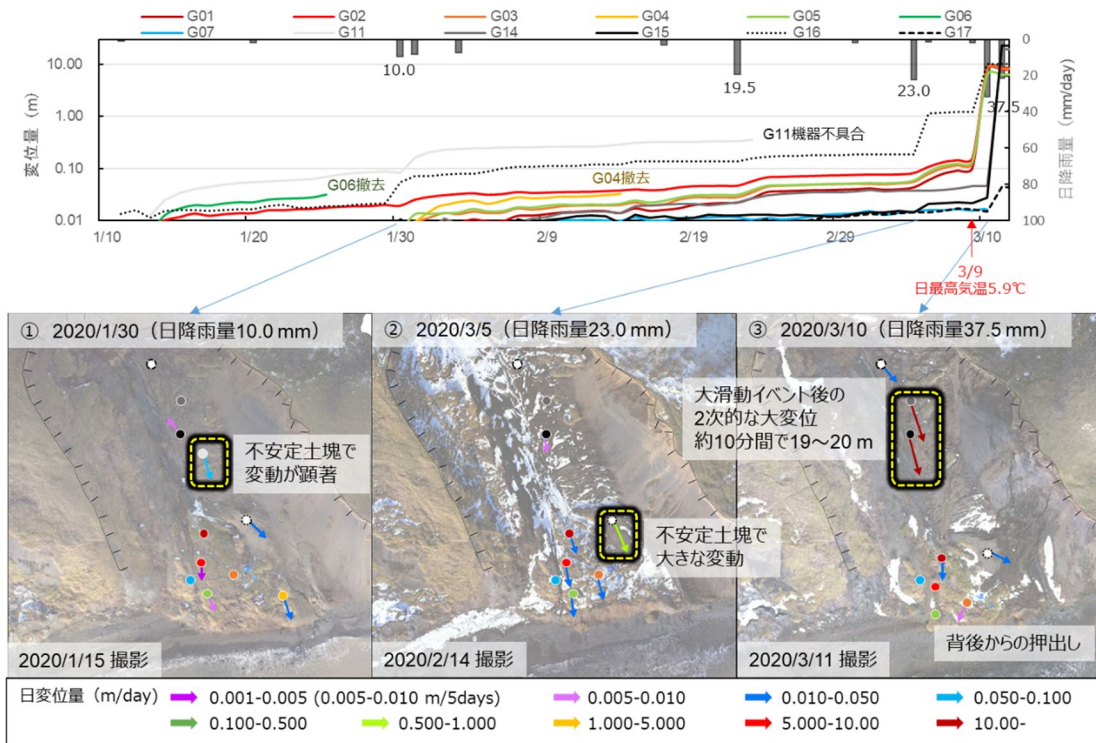 G01 G02 G03 G04 G05 G06
G07 G11 G14 G15 G16 G17
変位量 (m)
10.00
1.00
0.10
0.01
0
20
40
60
80
100
日降雨量 (mm/day)
10.0
19.5
23.0
37.5
G11機器不具合
G06撤去
G04撤去
1/10 1/20 1/30 2/9 2/19 2/29 3/10
3/9
日最高気温5.9℃
① 2020/1/30(日降雨量10.0 mm)
不安定土塊で
変動が顕著
2020/1/15 撮影
② 2020/3/5(日降雨量23.0 mm)
不安定土塊で
大きな変動
2020/2/14 撮影
③ 2020/3/10(日降雨量37.5 mm)
大滑動イベント後の
2次的な大変位
約10分間で19~20 m
背後からの押出し
2020/3/11 撮影
日変位量(m/day)
0.001-0.005 (0.005-0.010 m/5days) 0.005-0.010 0.010-0.050 0.050-0.100
0.100-0.500 0.500-1.000 1.000-5.000 5.000-10.00 10.00-